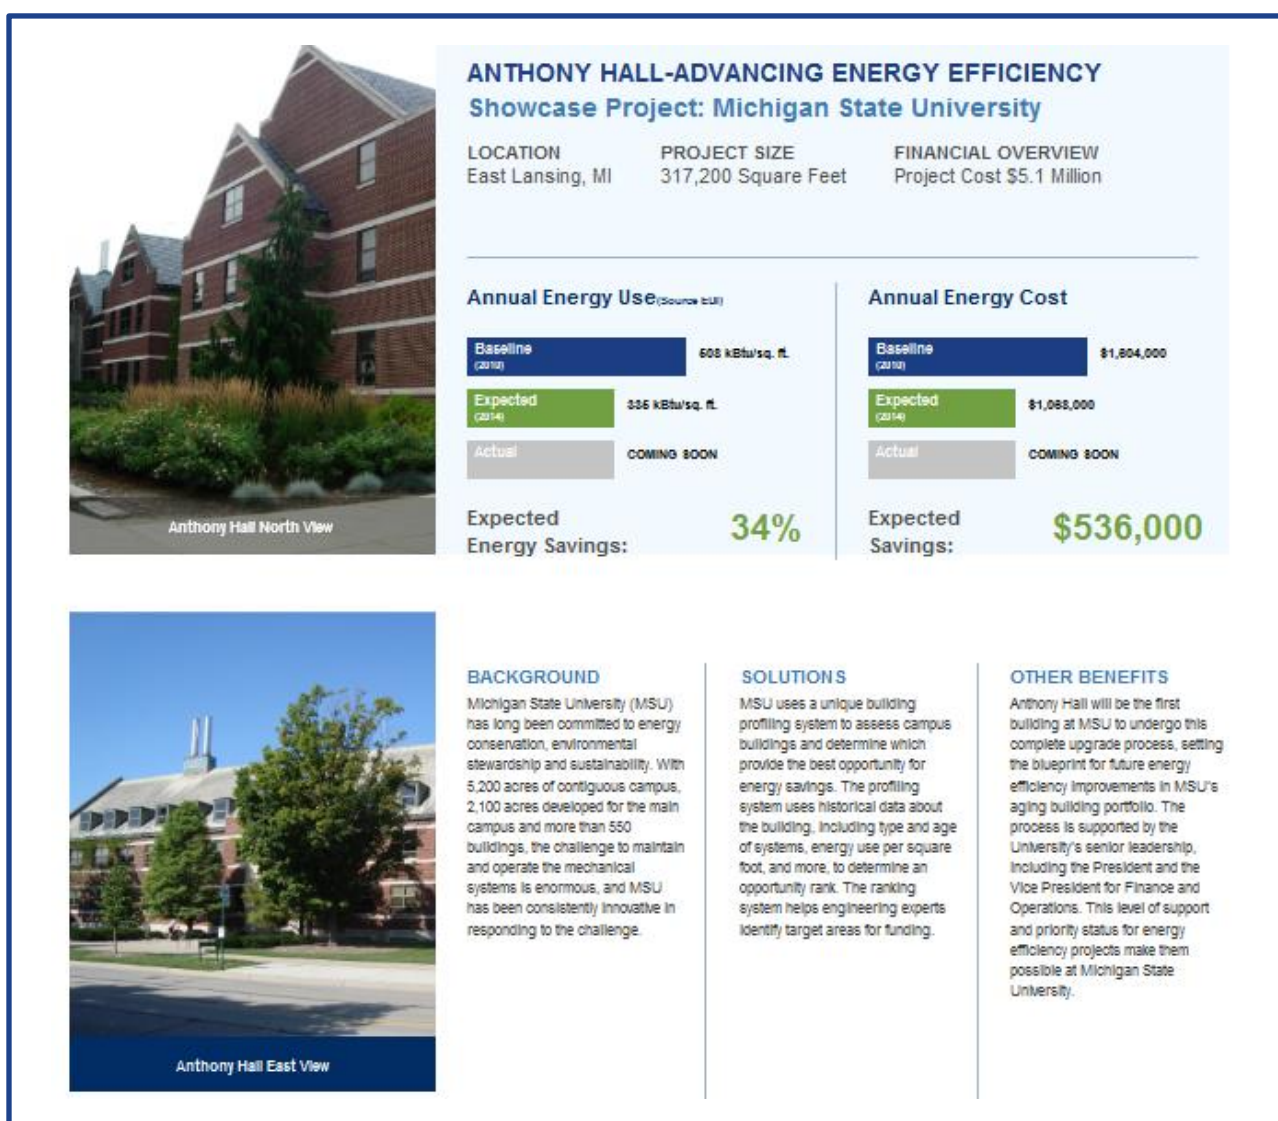 ANTHONY HALL-ADVANCING ENERGY EFFICIENCY
Showcase Project: Michigan State University
LOCATION
East Lansing, MI
PROJECT SIZE
317,200 Square Feet
FINANCIAL OVERVIEW
Project Cost $5.1 Million
Annual Energy Use (Source EUI)
Baseline
(2010)
508 kBtu/sq. ft.
Expected
(2014)
335 kBtu/sq. ft.
Actual
COMING SOON
Expected
Energy Savings:
34%
Annual Energy Cost
Baseline
(2010)
$1,604,000
Expected
(2014)
$1,068,000
Actual
COMING SOON
Expected
Savings:
$536,000
Anthony Hall North View
BACKGROUND
Michigan State University (MSU)
has long been committed to energy
conservation, environmental
stewardship and sustainability. With
5,200 acres of contiguous campus,
2,100 acres developed for the main
campus and more than 550
buildings, the challenge to maintain
and operate the mechanical
systems is enormous, and MSU
has been consistently innovative in
responding to the challenge.
SOLUTIONS
MSU uses a unique building
profiling system to assess campus
buildings and determine which
provide the best opportunity for
energy savings. The profiling
system uses historical data about
the building, including type and age
of systems, energy use per square
foot, and more, to determine an
opportunity rank. The ranking
system helps engineering experts
identify target areas for funding.
OTHER BENEFITS
Anthony Hall will be the first
building at MSU to undergo this
complete upgrade process, setting
the blueprint for future energy
efficiency improvements in MSU's
aging building portfolio. The
process is supported by the
University's senior leadership,
including the President and the
Vice President for Finance and
Operations. This level of support
and priority status for energy
efficiency projects make them
possible at Michigan State
University.
Anthony Hall East View